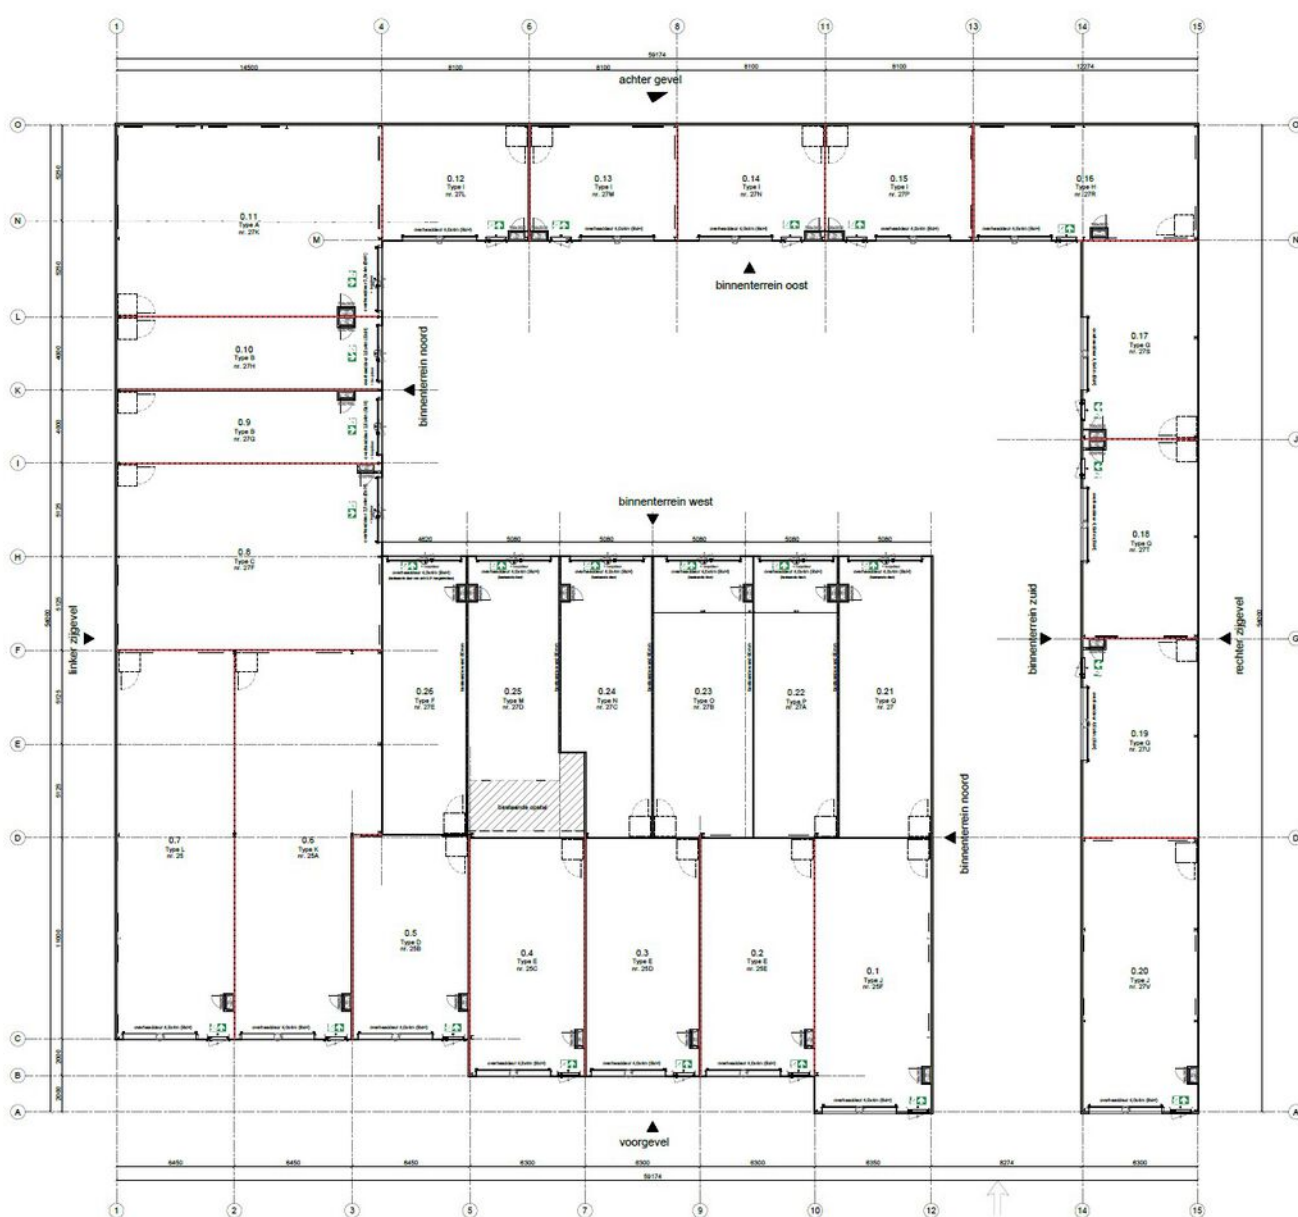 1 4 6 8 11 13 14 15
59174
14500 8100 8100 8100 8100 12274
achter gevel
O O
5250
0.12
Type I
nr. 27L
0.13
Type I
nr. 27M
0.14
Type I
nr. 27N
0.15
Type I
nr. 27P
0.16
Type H
nr. 27R
0.11
Type A
nr. 27K
N M N
5250
binnenterrein oost
L
0.10
Type B
nr. 27H
0.17
Type G
nr. 27S
binnenterrein noord
K
0.9
Type B
nr. 27G
I J
5125
binnenterrein west
0.18
Type G
nr. 27T
4820 5080 5080 5080 5080 5080
H
0.8
Type C
nr. 27F
5125
linker zijgevel
binnenterrein zuid
rechter zijgevel
F G
0.26
Type F
nr. 27E
0.25
Type M
nr. 27D
0.24
Type N
nr. 27C
0.23
Type O
nr. 27B
0.22
Type P
nr. 27A
0.21
Type Q
nr. 27
5125
0.19
Type G
nr. 27U
E
5125
binnenterrein noord
D D
0.7
Type L
nr. 25
0.6
Type K
nr. 25A
0.5
Type D
nr. 25B
0.4
Type E
nr. 25C
0.3
Type E
nr. 25D
0.2
Type E
nr. 25E
0.1
Type J
nr. 25F
0.20
Type J
nr. 27V
C
2000
B
2000
A A
voorgevel
6450 6450 6450 6300 6300 6300 6350 8274 6300
59174
1 2 3 5 7 9 10 12 14 15